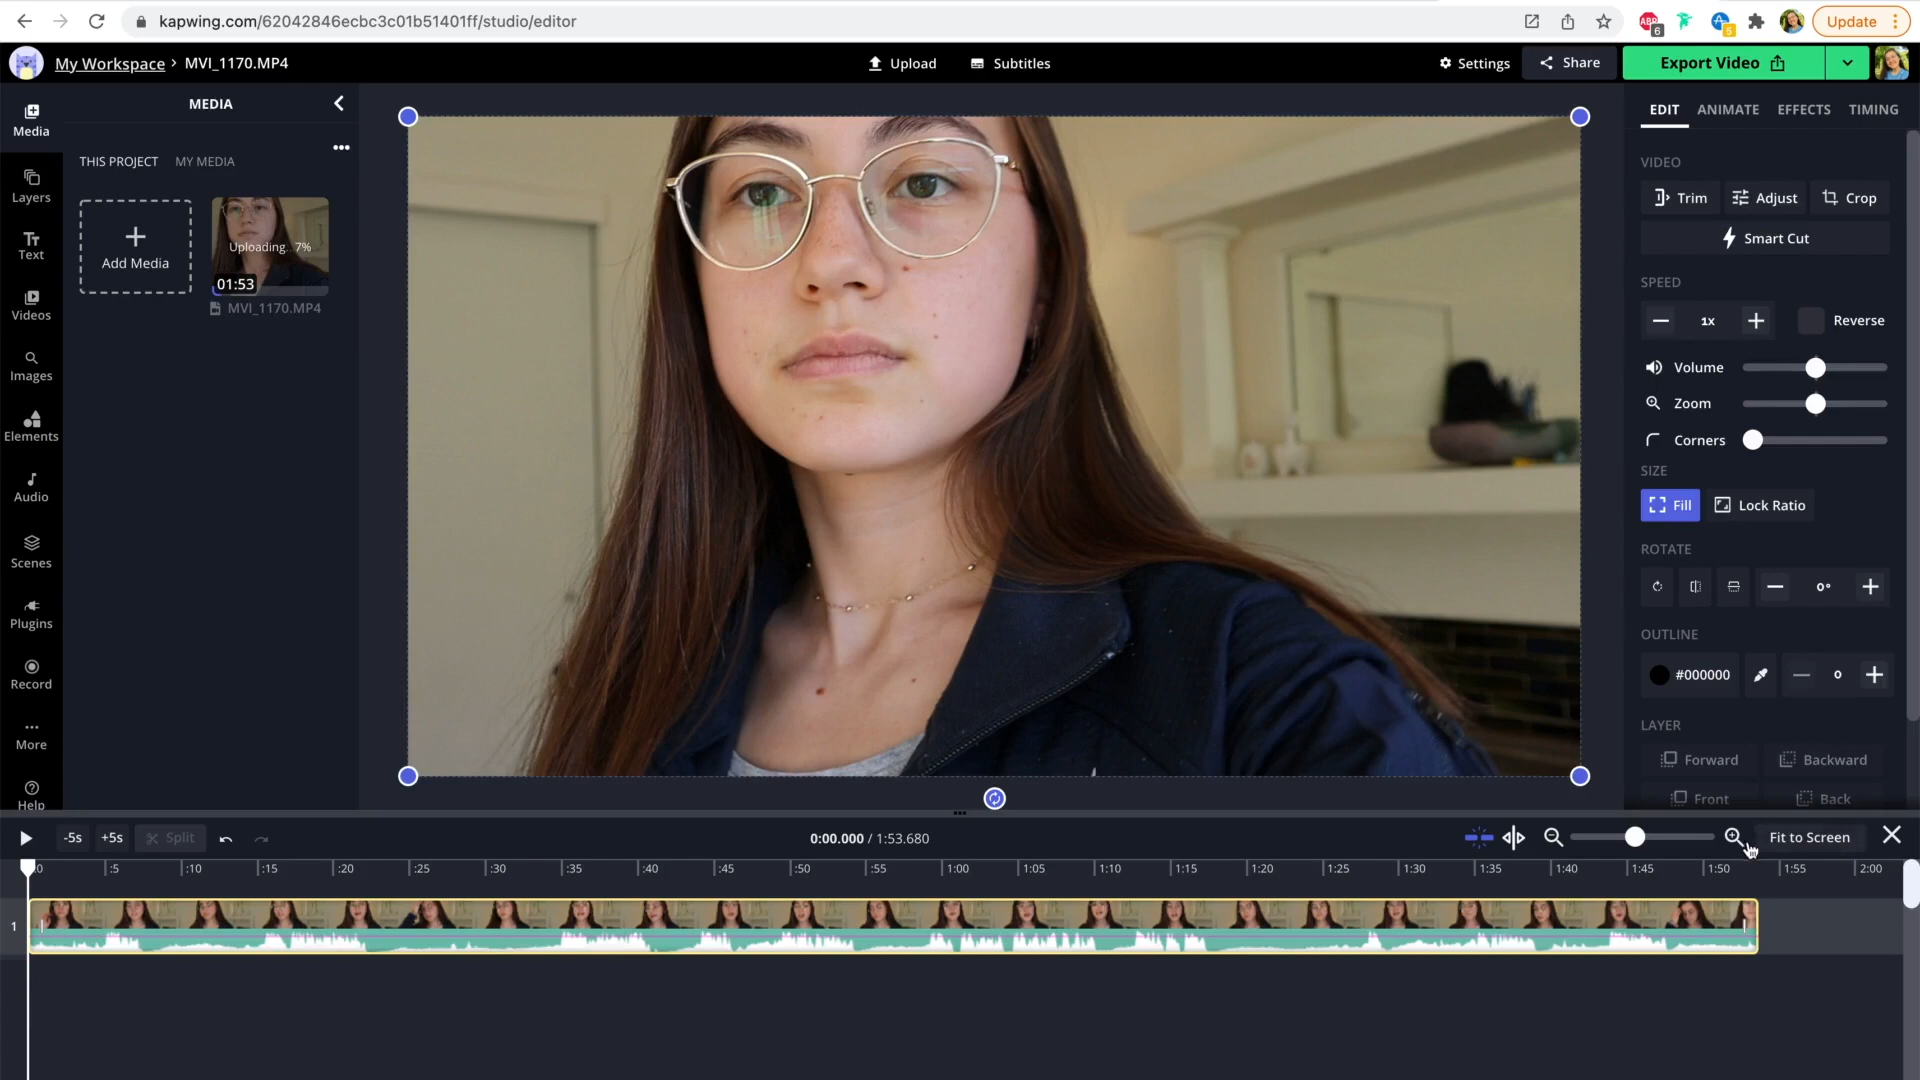 kapwing.com/62042846ecbc3c01b51401ff/studio/editor
ABP
6
5
Update
My Workspace > MVI_1170.MP4
Upload
Subtitles
Settings
Share
Export Video
Media
Layers
Text
Videos
Images
Elements
Audio
Scenes
Plugins
Record
More
Help
MEDIA
THIS PROJECT
MY MEDIA
Add Media
Uploading. 7%
01:53
MVI_1170.MP4
EDIT
ANIMATE
EFFECTS
TIMING
VIDEO
Trim
Adjust
Crop
Smart Cut
SPEED
1x
Reverse
Volume
Zoom
Corners
SIZE
Fill
Lock Ratio
ROTATE
0°
OUTLINE
#000000
0
LAYER
Forward
Backward
Front
Back
-5s
+5s
Split
0:00.000 / 1:53.680
Fit to Screen
:0 :5 :10 :15 :20 :25 :30 :35 :40 :45 :50 :55 1:00 1:05 1:10 1:15 1:20 1:25 1:30 1:35 1:40 1:45 1:50 1:55 2:00
1